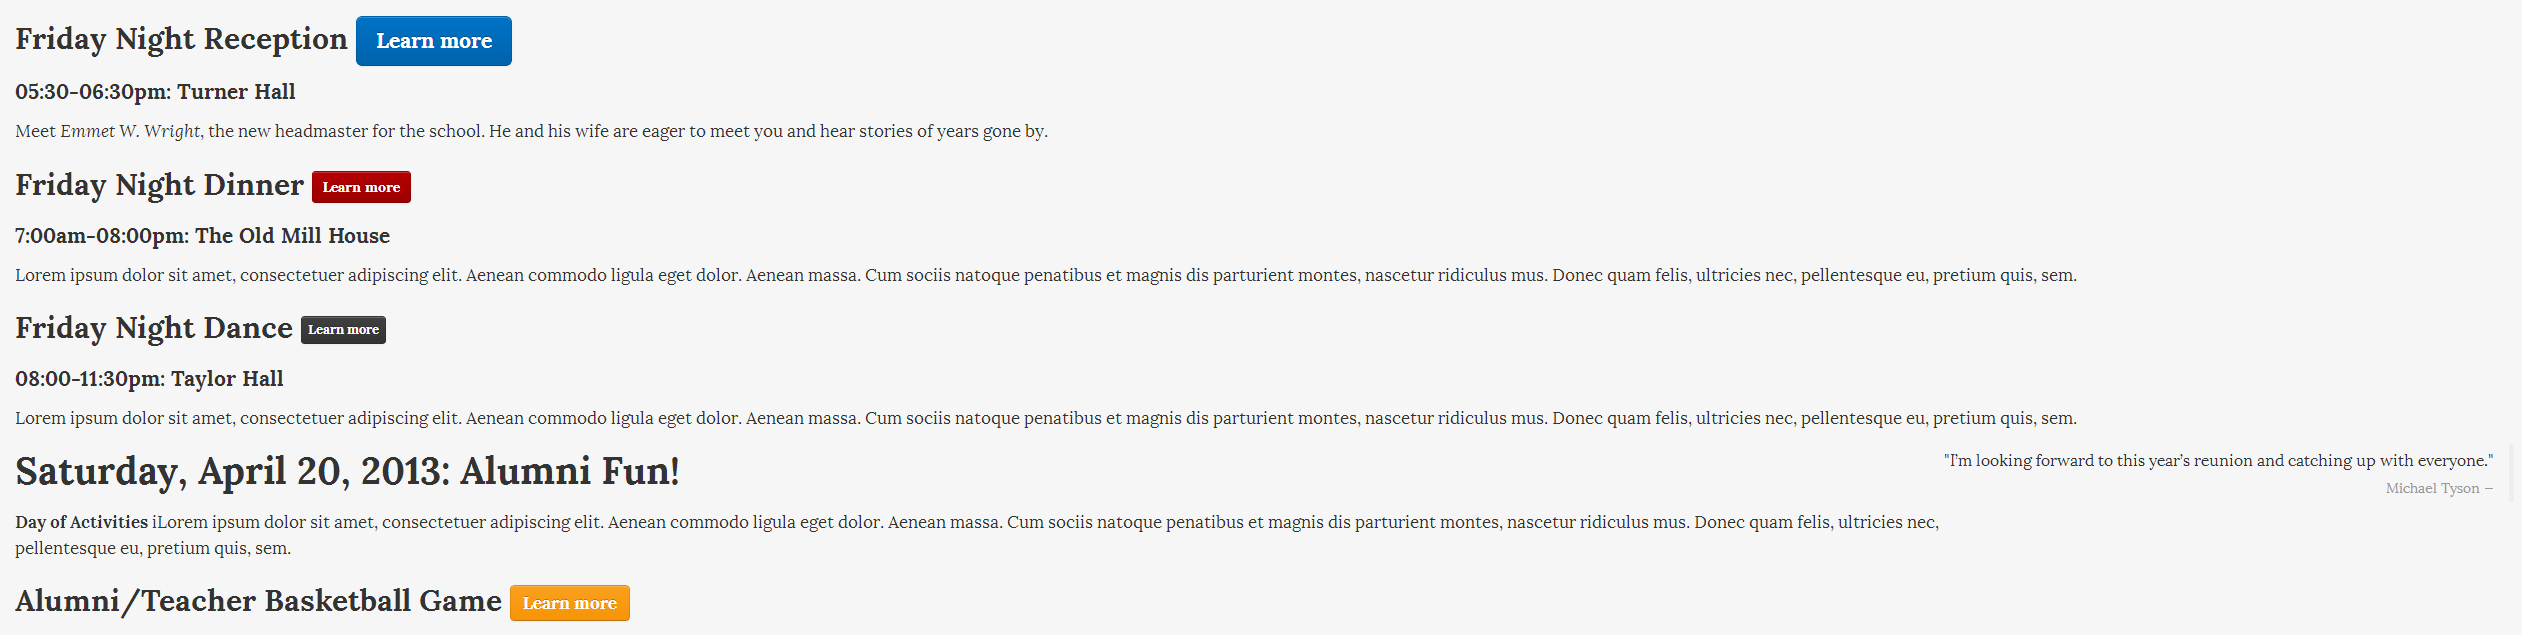 Friday Night Reception Learn more
05:30-06:30pm: Turner Hall
Meet Emmet W. Wright, the new headmaster for the school. He and his wife are eager to meet you and hear stories of years gone by.
Friday Night Dinner Learn more
7:00am-08:00pm: The Old Mill House
Lorem ipsum dolor sit amet, consectetuer adipiscing elit. Aenean commodo ligula eget dolor. Aenean massa. Cum sociis natoque penatibus et magnis dis parturient montes, nascetur ridiculus mus. Donec quam felis, ultricies nec, pellentesque eu, pretium quis, sem.
Friday Night Dance Learn more
08:00-11:30pm: Taylor Hall
Lorem ipsum dolor sit amet, consectetuer adipiscing elit. Aenean commodo ligula eget dolor. Aenean massa. Cum sociis natoque penatibus et magnis dis parturient montes, nascetur ridiculus mus. Donec quam felis, ultricies nec, pellentesque eu, pretium quis, sem.
Saturday, April 20, 2013: Alumni Fun!
"I'm looking forward to this year's reunion and catching up with everyone."
Michael Tyson —
Day of Activities iLorem ipsum dolor sit amet, consectetuer adipiscing elit. Aenean commodo ligula eget dolor. Aenean massa. Cum sociis natoque penatibus et magnis dis parturient montes, nascetur ridiculus mus. Donec quam felis, ultricies nec,
pellentesque eu, pretium quis, sem.
Alumni/Teacher Basketball Game Learn more